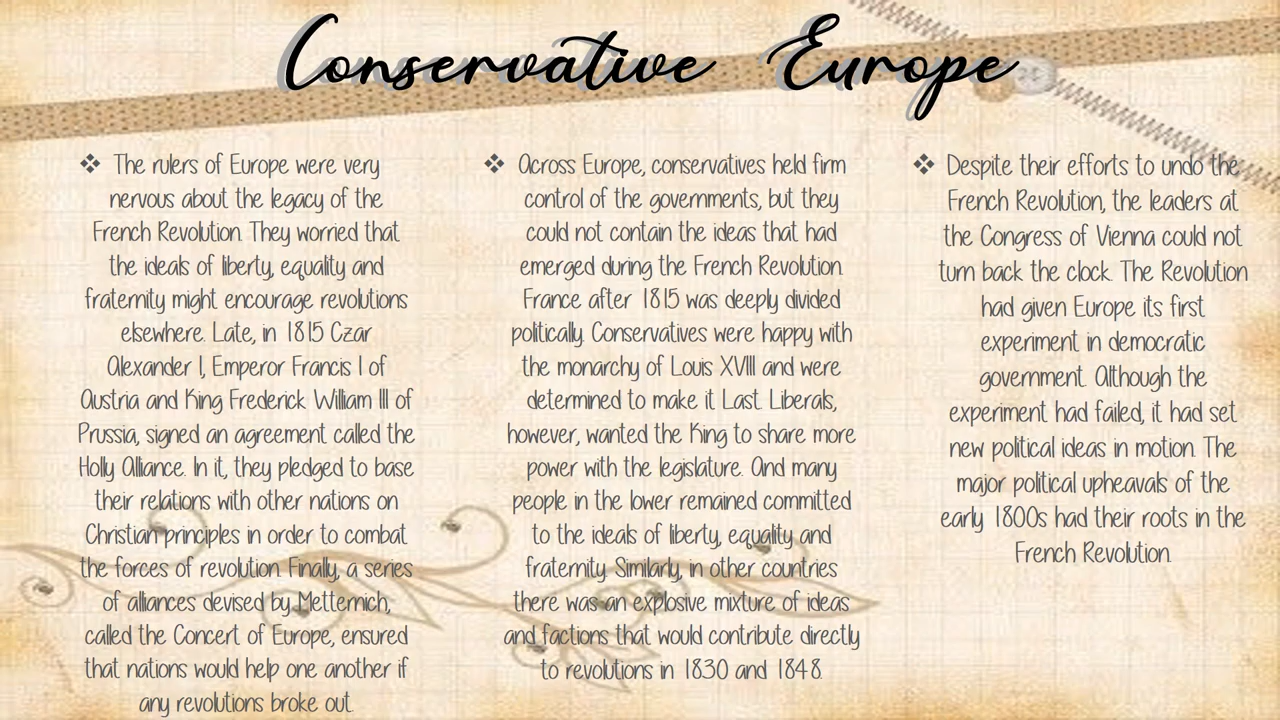 Conservative Europe
❖ The rulers of Europe were very
nervous about the legacy of the
French Revolution. They worried that
the ideals of liberty, equality and
fraternity might encourage revolutions
elsewhere. Late, in 1815 Czar
Alexander I, Emperor Francis I of
Austria and King Frederick William III of
Prussia, signed an agreement called the
Holly Alliance. In it, they pledged to base
their relations with other nations on
Christian principles in order to combat
the forces of revolution. Finally, a series
of alliances devised by Metternich,
called the Concert of Europe, ensured
that nations would help one another if
any revolutions broke out.
❖ Across Europe, conservatives held firm
control of the governments, but they
could not contain the ideas that had
emerged during the French Revolution.
France after 1815 was deeply divided
politically. Conservatives were happy with
the monarchy of Louis XVIII and were
determined to make it Last. Liberals,
however, wanted the King to share more
power with the legislature. And many
people in the lower remained committed
to the ideals of liberty, equality and
fraternity. Similarly, in other countries
there was an explosive mixture of ideas
and factions that would contribute directly
to revolutions in 1830 and 1848.
❖ Despite their efforts to undo the
French Revolution, the leaders at
the Congress of Vienna could not
turn back the clock. The Revolution
had given Europe its first
experiment in democratic
government. Although the
experiment had failed, it had set
new political ideas in motion. The
major political upheavals of the
early 1800s had their roots in the
French Revolution.